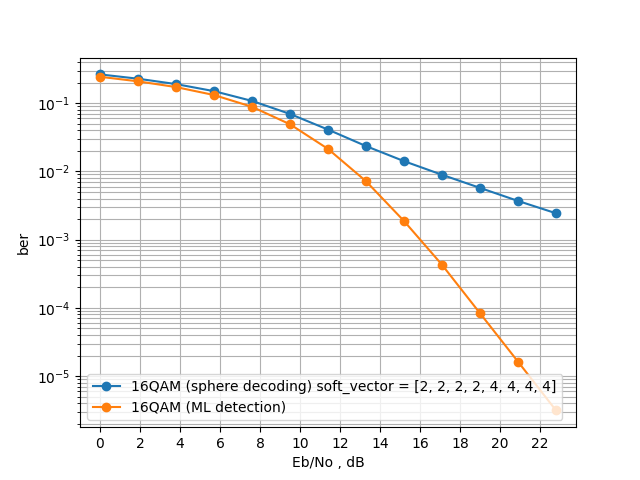 10⁻¹
10⁻²
10⁻³
10⁻⁴
10⁻⁵
ber
16QAM (sphere decoding) soft_vector = [2, 2, 2, 2, 4, 4, 4, 4]
16QAM (ML detection)
0 2 4 6 8 10 12 14 16 18 20 22
Eb/No , dB